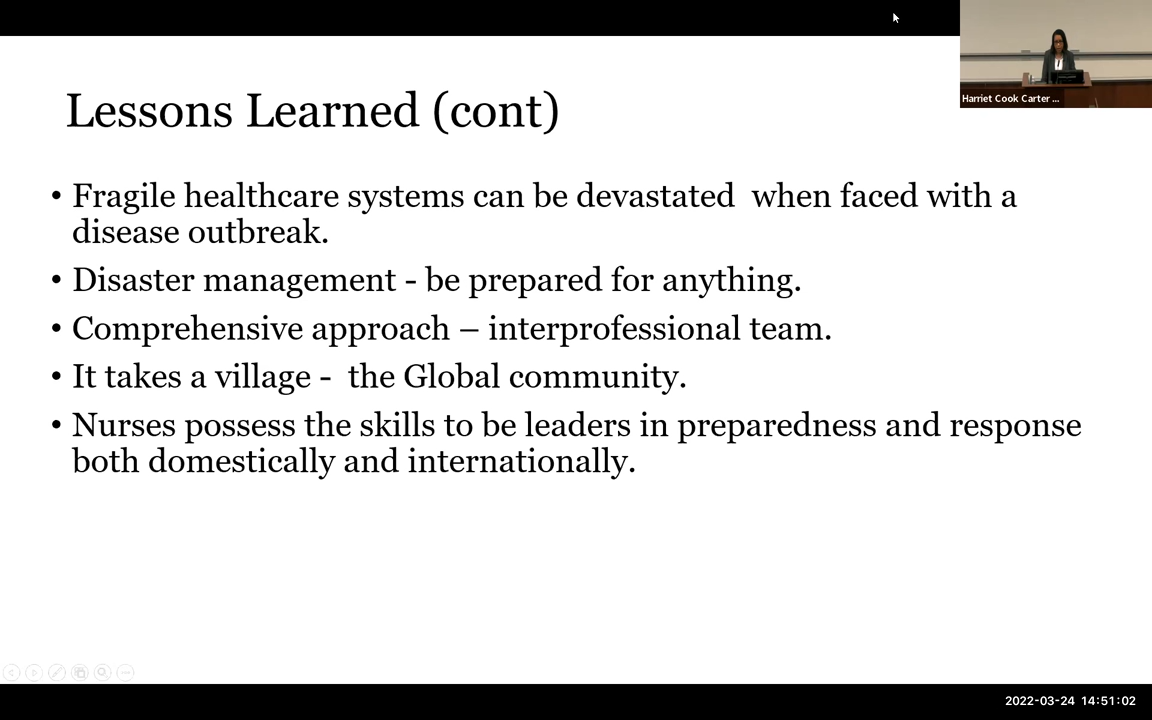 Harriet Cook Carter ...
Lessons Learned (cont)
• Fragile healthcare systems can be devastated  when faced with a
disease outbreak.
• Disaster management - be prepared for anything.
• Comprehensive approach – interprofessional team.
• It takes a village -  the Global community.
• Nurses possess the skills to be leaders in preparedness and response
both domestically and internationally.
2022-03-24 14:51:02